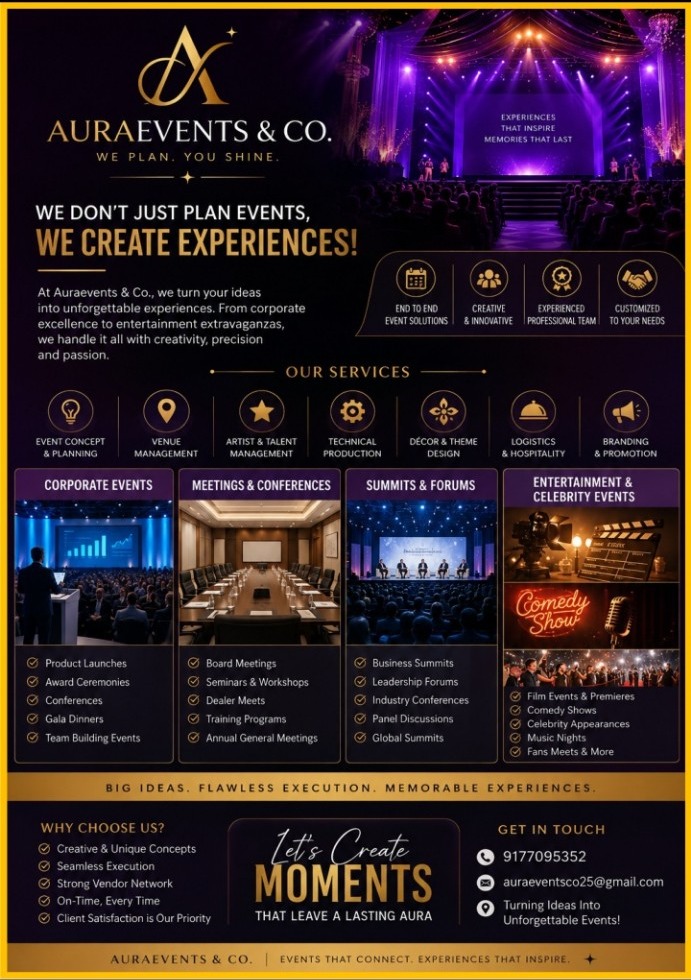 AURAEVENTS & CO.
WE PLAN. YOU SHINE.
EXPERIENCES
THAT INSPIRE
MEMORIES THAT LAST
WE DON'T JUST PLAN EVENTS,
WE CREATE EXPERIENCES!
At Auraevents & Co., we turn your ideas
into unforgettable experiences. From corporate
excellence to entertainment extravaganzas,
we handle it all with creativity, precision
and passion.
END TO END
EVENT SOLUTIONS
CREATIVE
& INNOVATIVE
EXPERIENCED
PROFESSIONAL TEAM
CUSTOMIZED
TO YOUR NEEDS
OUR SERVICES
EVENT CONCEPT
& PLANNING
VENUE
MANAGEMENT
ARTIST & TALENT
MANAGEMENT
TECHNICAL
PRODUCTION
DÉCOR & THEME
DESIGN
LOGISTICS
& HOSPITALITY
BRANDING
& PROMOTION
CORPORATE EVENTS
Product Launches
Award Ceremonies
Conferences
Gala Dinners
Team Building Events
MEETINGS & CONFERENCES
Board Meetings
Seminars & Workshops
Dealer Meets
Training Programs
Annual General Meetings
SUMMITS & FORUMS
Business Summits
Leadership Forums
Industry Conferences
Panel Discussions
Global Summits
ENTERTAINMENT &
CELEBRITY EVENTS
Comedy
Show
Film Events & Premieres
Comedy Shows
Celebrity Appearances
Music Nights
Fans Meets & More
BIG IDEAS. FLAWLESS EXECUTION. MEMORABLE EXPERIENCES.
WHY CHOOSE US?
Creative & Unique Concepts
Seamless Execution
Strong Vendor Network
On-Time, Every Time
Client Satisfaction is Our Priority
Let's Create
MOMENTS
THAT LEAVE A LASTING AURA
GET IN TOUCH
9177095352
auraeventsco25@gmail.com
Turning Ideas Into
Unforgettable Events!
AURAEVENTS & CO. | EVENTS THAT CONNECT. EXPERIENCES THAT INSPIRE.